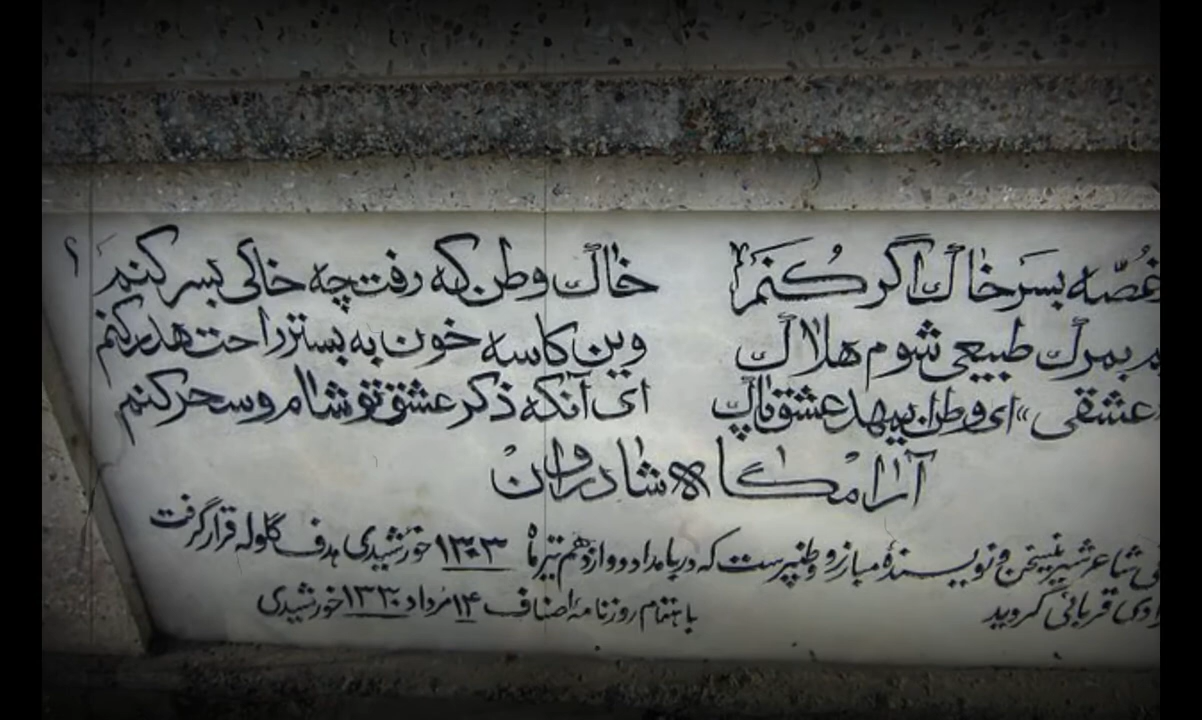 غصه بسر خاک اگر کنم خاک وطن که رفت چه خاکی بسر کنم؟
بمرگ طبیعی شوم هلاک وین کاسه خون به بستر راحت هدر کنم
عشقی» ای وطن ایمهد عشق پاک ای آنکه ذکر عشق تو شام و سحر کنم
آرامگاه شادروان
شاعر شیرین سخن و نویسندهٔ مبارز و وطنپرست که در بامداد دوازدهم تیرماه ۱۳۰۳ خورشیدی هدف گلوله قرار گرفت
قربانی گردید
باهتمام روزنامه اصناف ۱۴ مرداد ۱۳۳۰ خورشیدی